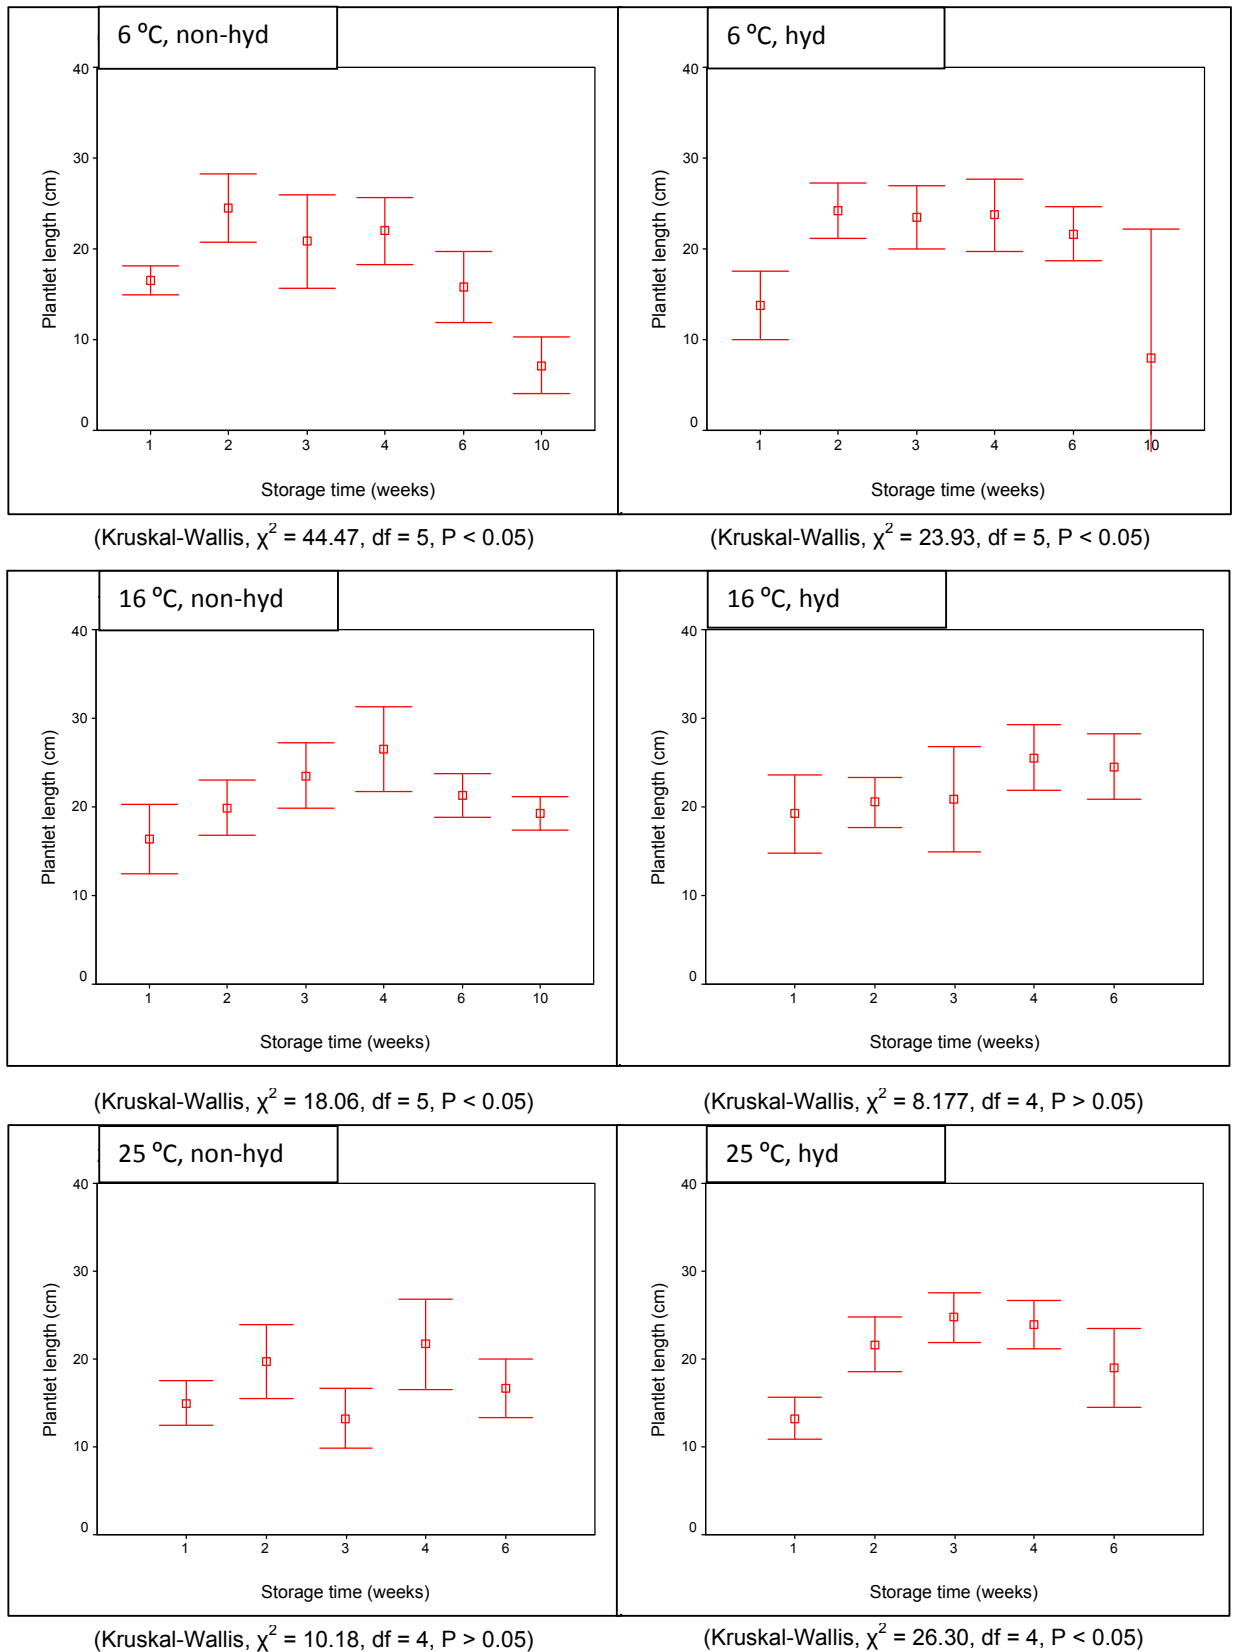 6 ⁰C, non-hyd
40
30
20
10
0
Plantlet length (cm)
1 2 3 4 6 10
Storage time (weeks)
(Kruskal-Wallis, χ² = 44.47, df = 5, P < 0.05)
6 ⁰C, hyd
40
30
20
10
0
Plantlet length (cm)
1 2 3 4 6 10
Storage time (weeks)
(Kruskal-Wallis, χ² = 23.93, df = 5, P < 0.05)
16 ⁰C, non-hyd
40
30
20
10
0
Plantlet length (cm)
1 2 3 4 6 10
Storage time (weeks)
(Kruskal-Wallis, χ² = 18.06, df = 5, P < 0.05)
16 ⁰C, hyd
40
30
20
10
0
Plantlet length (cm)
1 2 3 4 6
Storage time (weeks)
(Kruskal-Wallis, χ² = 8.177, df = 4, P > 0.05)
25 ⁰C, non-hyd
40
30
20
10
0
Plantlet length (cm)
1 2 3 4 6
Storage time (weeks)
(Kruskal-Wallis, χ² = 10.18, df = 4, P > 0.05)
25 ⁰C, hyd
40
30
20
10
0
Plantlet length (cm)
1 2 3 4 6
Storage time (weeks)
(Kruskal-Wallis, χ² = 26.30, df = 4, P < 0.05)